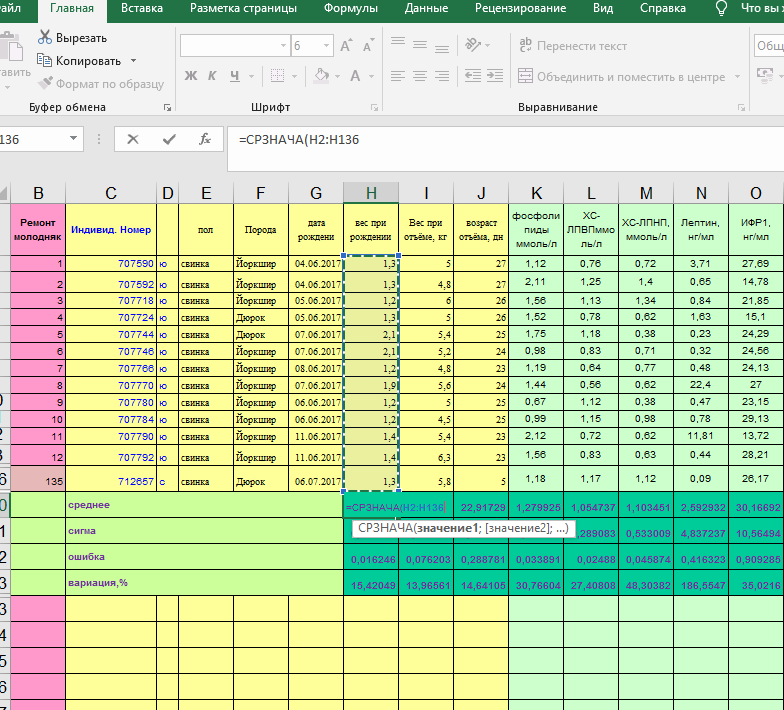 айл Главная Вставка Разметка страницы Формулы Данные Рецензирование Вид Справка Что вы х
Вырезать
Копировать
Формат по образцу
тавить
Буфер обмена
6
Ж К Ч А А А
Шрифт
Перенести текст
Объединить и поместить в центре
Выравнивание
Общ
136 fx =СРЗНАЧА(H2:H136
B C D E F G H I J K L M N O
Ремонт молодняк Индивид. Номер пол Порода дата рождени вес при рождении Вес при отъёме, кг возраст отъёма, дн фосфоли пиды ммоль/л ХС-ЛПВПммо ль/л ХС-ЛПНП, ммоль/л Лептин, нг/мл ИФР1, нг/мл
1 707590 ю свинка Йоркшир 04.06.2017 1,3 5 27 1,12 0,76 0,72 3,71 27,69
2 707592 ю свинка Йоркшир 04.06.2017 1,3 4,8 27 2,11 1,25 1,4 0,65 14,78
3 707718 ю свинка Йоркшир 05.06.2017 1,2 6 26 1,56 1,13 1,34 0,84 21,85
4 707724 ю свинка Дюрок 05.06.2017 1,3 5 26 1,52 0,78 0,62 1,63 15,1
5 707744 ю свинка Дюрок 07.06.2017 2,1 5,4 25 1,75 1,18 0,38 0,23 24,29
6 707746 ю свинка Йоркшир 07.06.2017 2,1 5,2 24 0,98 0,83 0,71 0,32 24,56
7 707766 ю свинка Йоркшир 08.06.2017 1,2 4,8 23 1,19 0,64 0,77 0,48 24,13
8 707770 ю свинка Йоркшир 07.06.2017 1,9 5,6 24 1,44 0,56 0,62 22,4 27
9 707780 ю свинка Йоркшир 06.06.2017 1,2 5 25 0,67 1,12 0,38 0,47 23,15
10 707784 ю свинка Йоркшир 06.06.2017 1,2 4,5 25 0,99 1,15 0,98 0,78 29,13
11 707790 ю свинка Йоркшир 11.06.2017 1,4 5,4 23 2,12 0,72 0,62 11,81 13,72
12 707792 ю свинка Йоркшир 11.06.2017 1,4 6,3 23 1,56 0,83 0,63 0,44 28,21
6 135 712657 с свинка Дюрок 06.07.2017 1,3 5,8 5 1,18 1,17 1,12 0,09 26,17
0 среднее =СРЗНАЧА(H2:H136 22,91729 1,279925 1,054737 1,103451 2,592932 30,16692
СРЗНАЧА(значение1; [значение2]; ...)
1 сигма ,289083 0,533009 4,837237 10,56494
2 ошибка 0,016246 0,076203 0,288781 0,033891 0,02488 0,045874 0,416323 0,909285
3 вариация,% 15,42049 13,96561 14,64105 30,76604 27,40808 48,30382 186,5547 35,0216
3
4
5
6